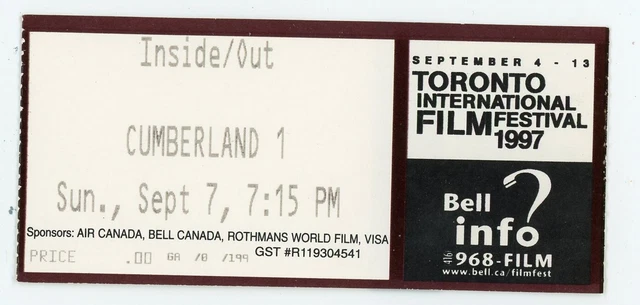 Inside/Out
CUMBERLAND 1
Sun., Sept 7, 7:15 PM
Sponsors: AIR CANADA, BELL CANADA, ROTHMANS WORLD FILM, VISA
GST #R119304541
PRICE .00 GA /0 /199
SEPTEMBER 4 - 13
TORONTO
INTERNATIONAL
FILM FESTIVAL
1997
Bell
info
416 968-FILM
www.bell.ca/filmfest